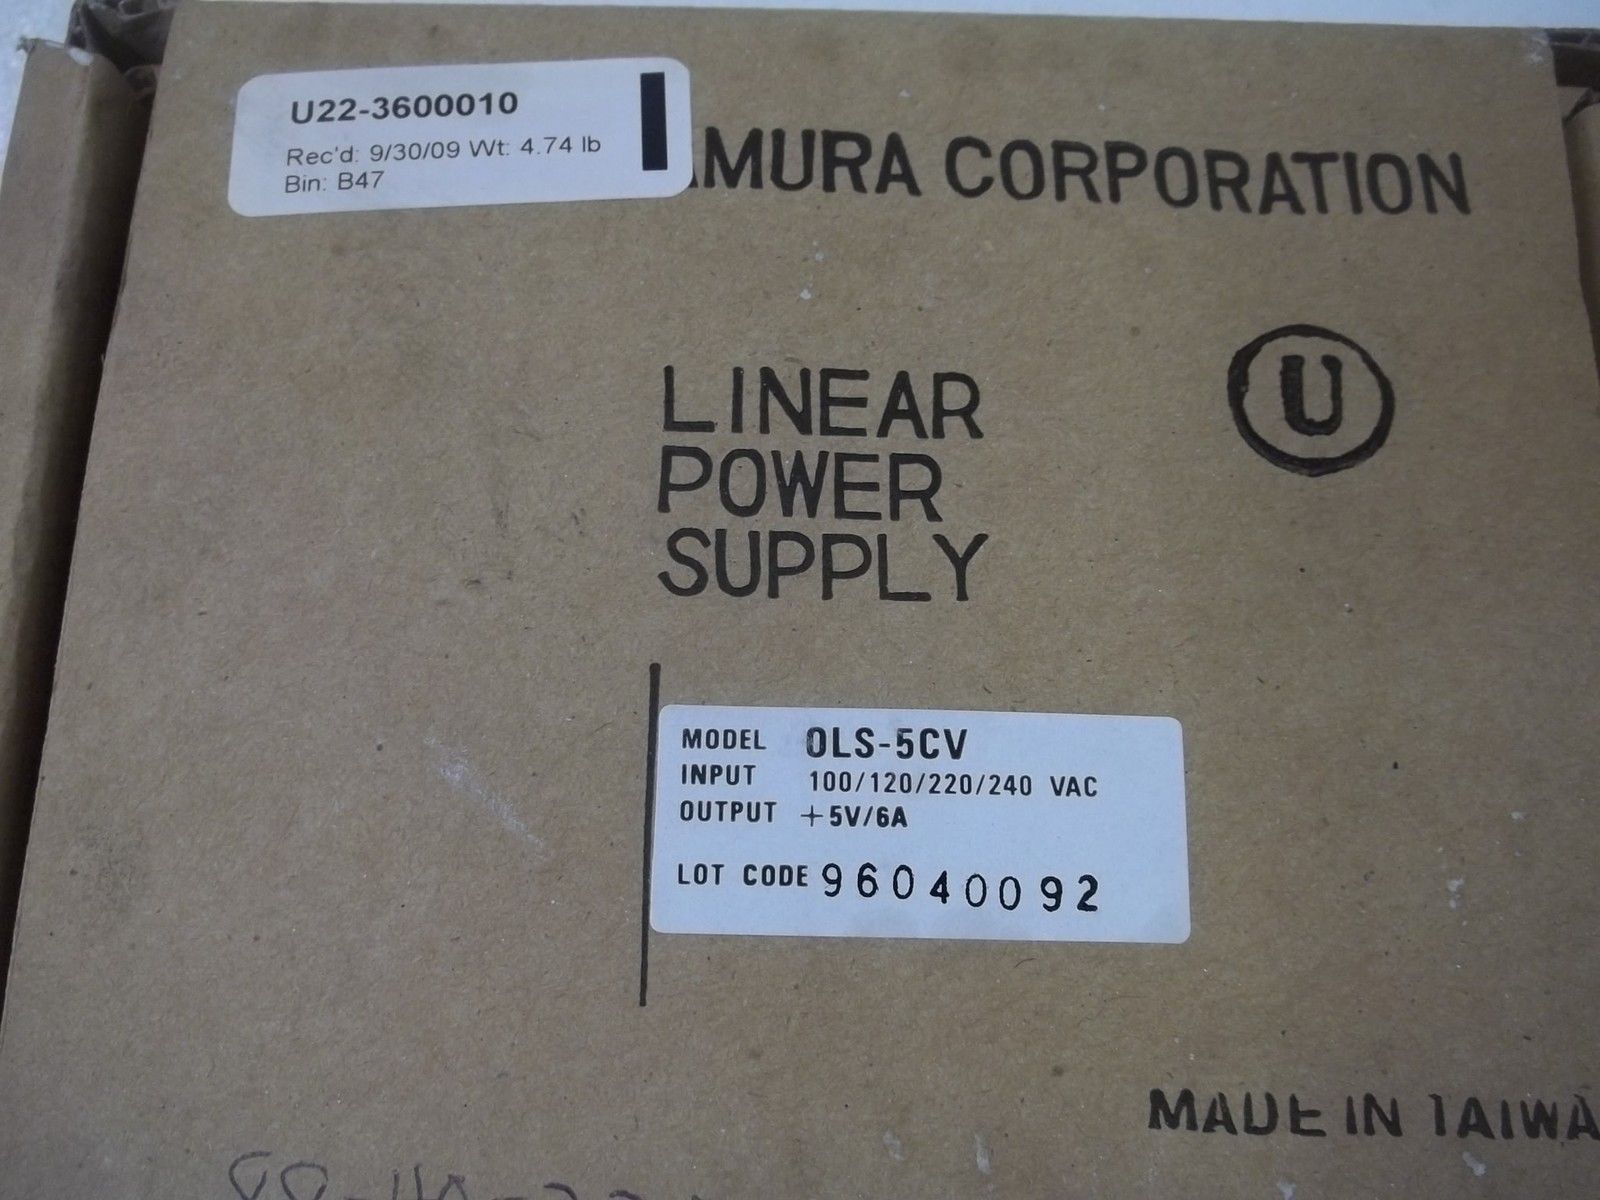 U22-3600010
Rec'd: 9/30/09 Wt: 4.74 lb
Bin: B47
AMURA CORPORATION
U
LINEAR
POWER
SUPPLY
MODEL OLS-5CV
INPUT 100/120/220/240 VAC
OUTPUT +5V/6A
LOT CODE 96040092
MADE IN TAIWA